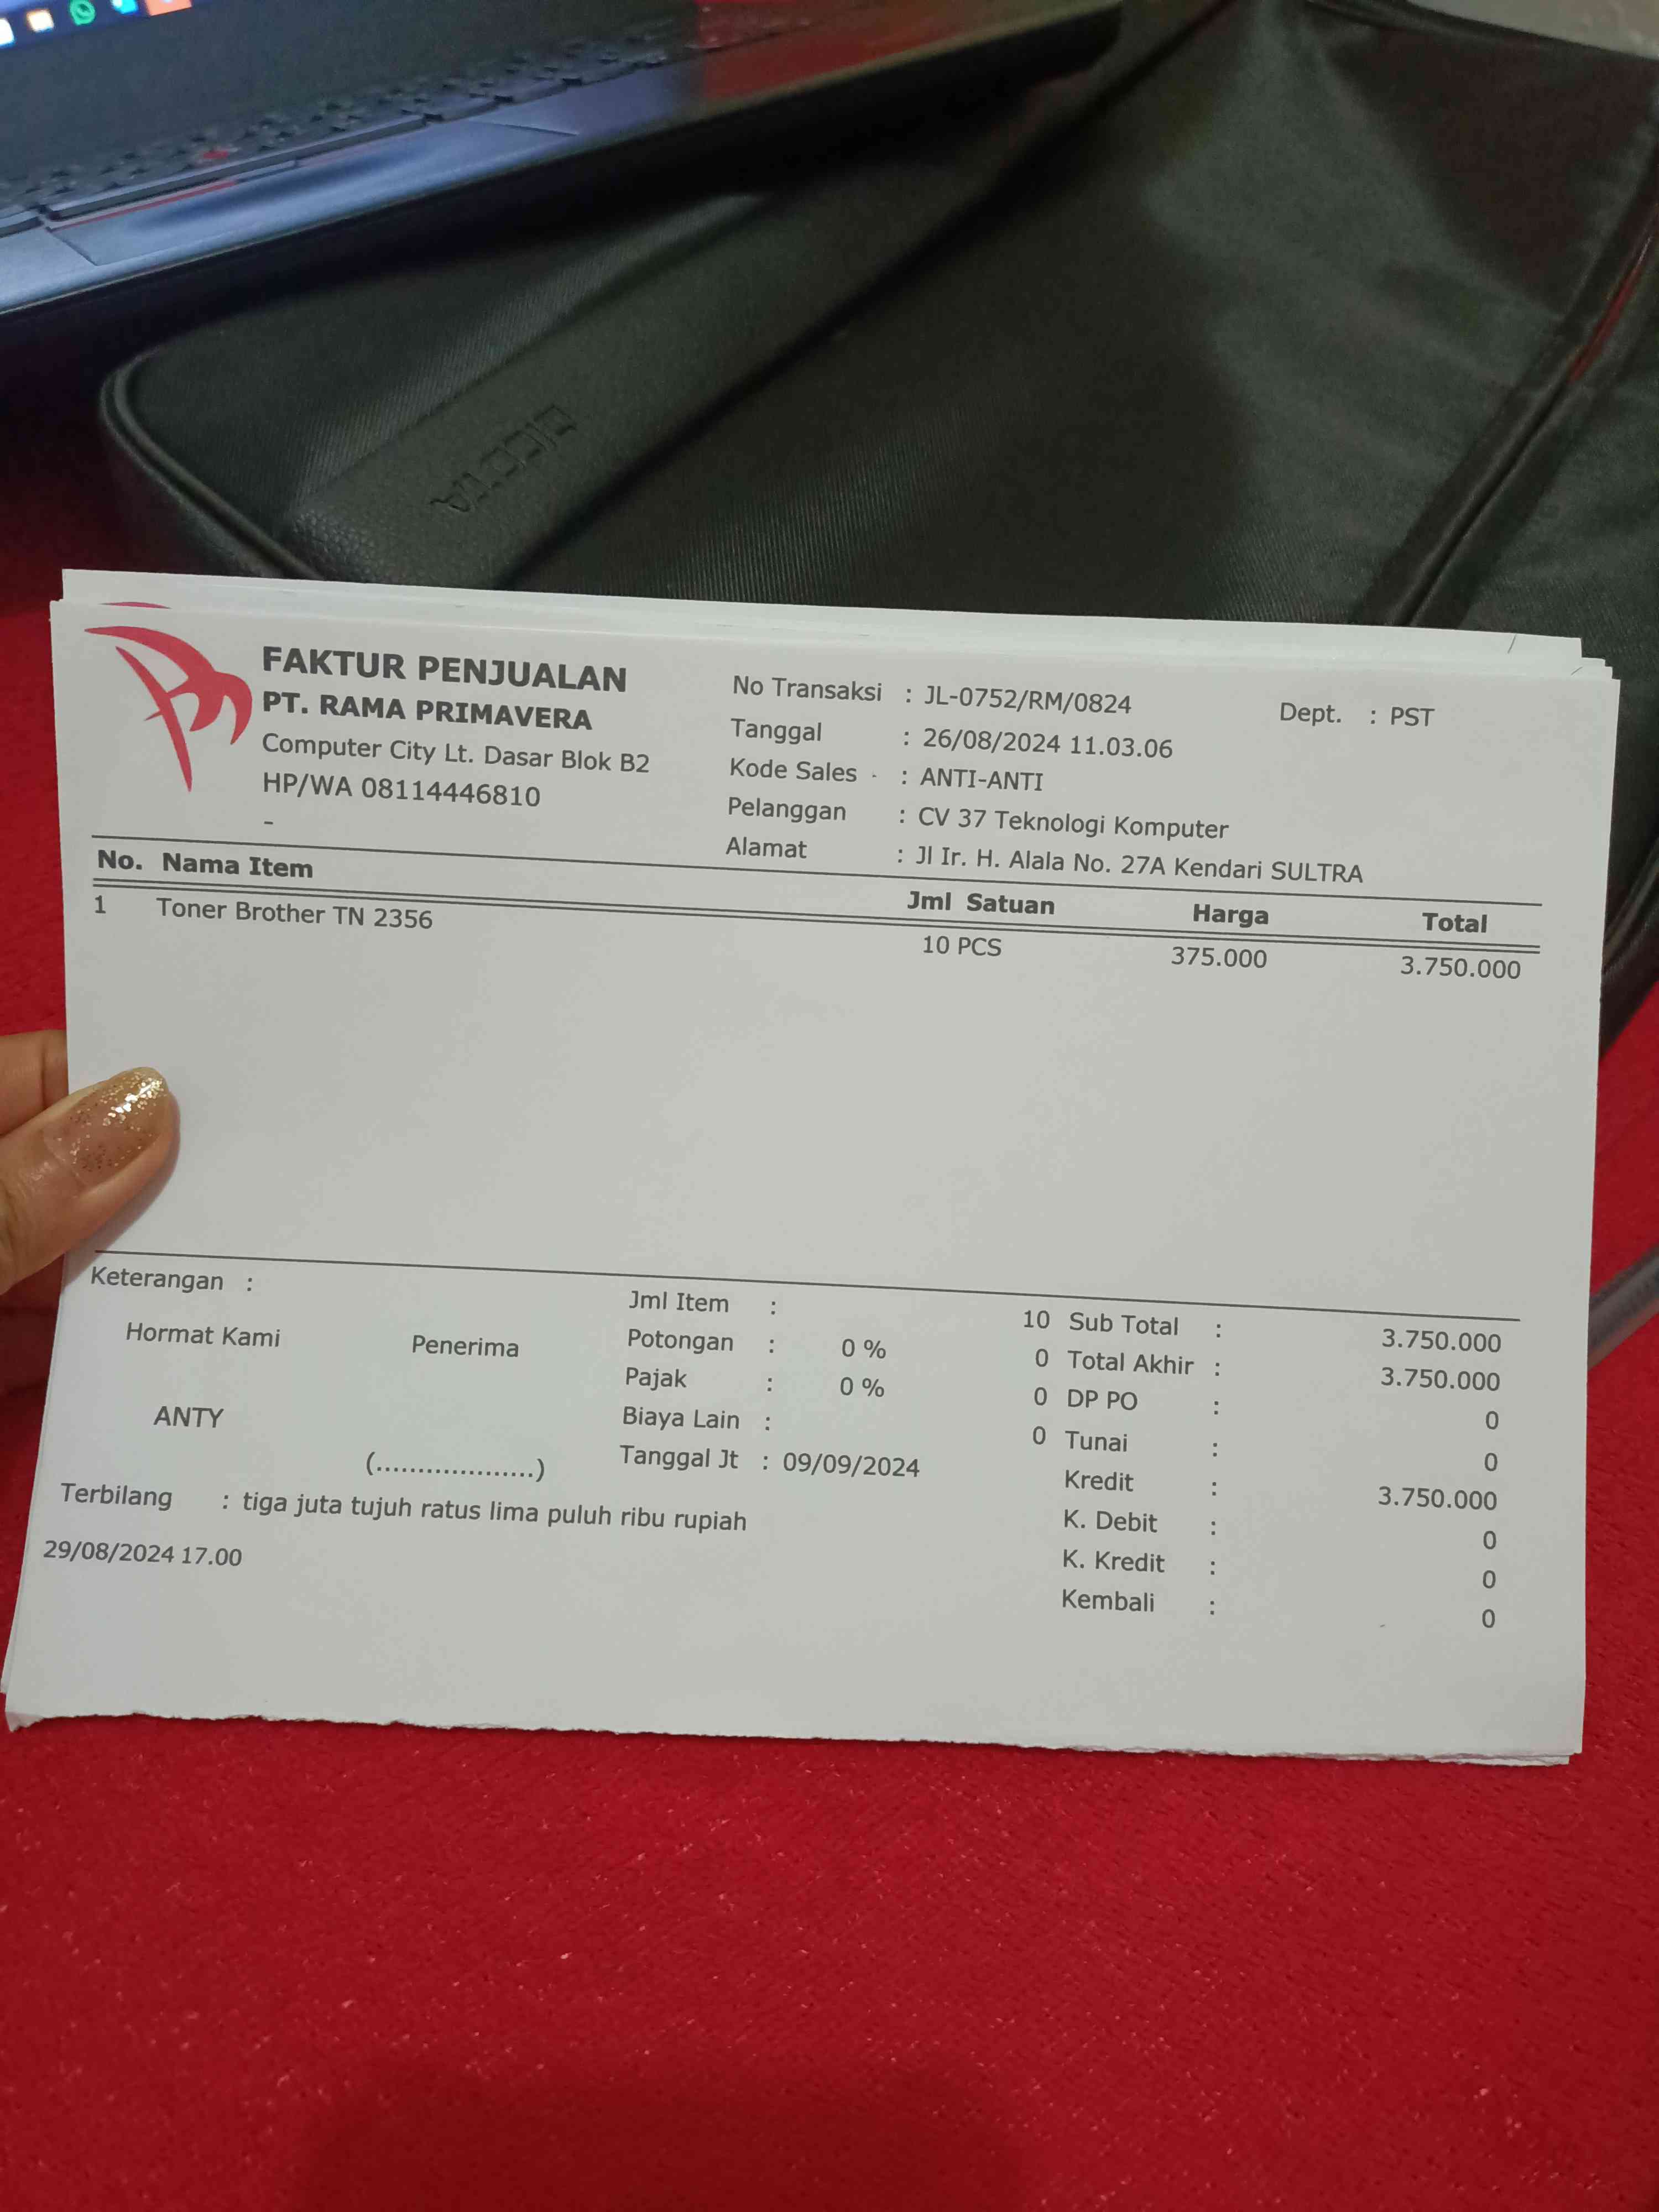 DICOTA
FAKTUR PENJUALAN
PT. RAMA PRIMAVERA
Computer City Lt. Dasar Blok B2
HP/WA 08114446810
-
No Transaksi : JL-0752/RM/0824
Dept. : PST
Tanggal : 26/08/2024 11.03.06
Kode Sales : ANTI-ANTI
Pelanggan : CV 37 Teknologi Komputer
Alamat : Jl Ir. H. Alala No. 27A Kendari SULTRA
No. Nama Item Jml Satuan Harga Total
1 Toner Brother TN 2356 10 PCS 375.000 3.750.000
Keterangan :
Hormat Kami Penerima
ANTY
(...................)
Jml Item : 10
Potongan : 0 % 0
Pajak : 0 % 0
Biaya Lain : 0
Tanggal Jt : 09/09/2024
Sub Total : 3.750.000
Total Akhir : 3.750.000
DP PO : 0
Tunai : 0
Kredit : 3.750.000
K. Debit : 0
K. Kredit : 0
Kembali : 0
Terbilang : tiga juta tujuh ratus lima puluh ribu rupiah
29/08/2024 17.00